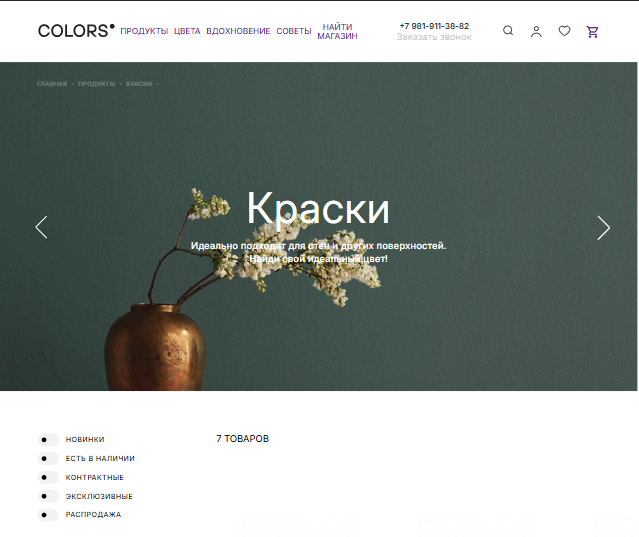 COLORS
ПРОДУКТЫ ЦВЕТА ВДОХНОВЕНИЕ СОВЕТЫ НАЙТИ МАГАЗИН
+7 981-911-38-82
Заказать звонок
ГЛАВНАЯ • ПРОДУКТЫ • КРАСКИ •
Краски
Идеально подходят для стен и других поверхностей.
Найди свой идеальный цвет!
НОВИНКИ
ЕСТЬ В НАЛИЧИИ
КОНТРАКТНЫЕ
ЭКСКЛЮЗИВНЫЕ
РАСПРОДАЖА
7 ТОВАРОВ